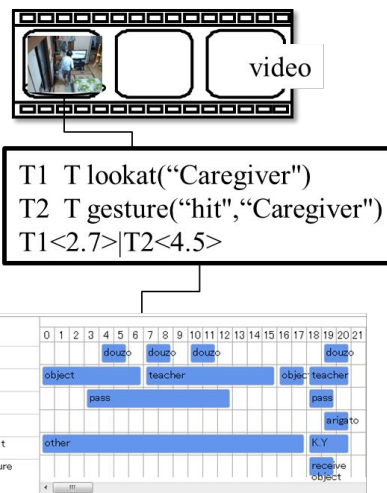 video
T1 T lookat(“Caregiver")
T2 T gesture(“hit",“Caregiver")
T1<2.7>|T2<4.5>
0 1 2 3 4 5 6 7 8 9 10 11 12 13 14 15 16 17 18 19 20 21
douzo douzo douzo douzo
object teacher objec teacher
pass pass
arigato
t other K.Y
ure receive
object